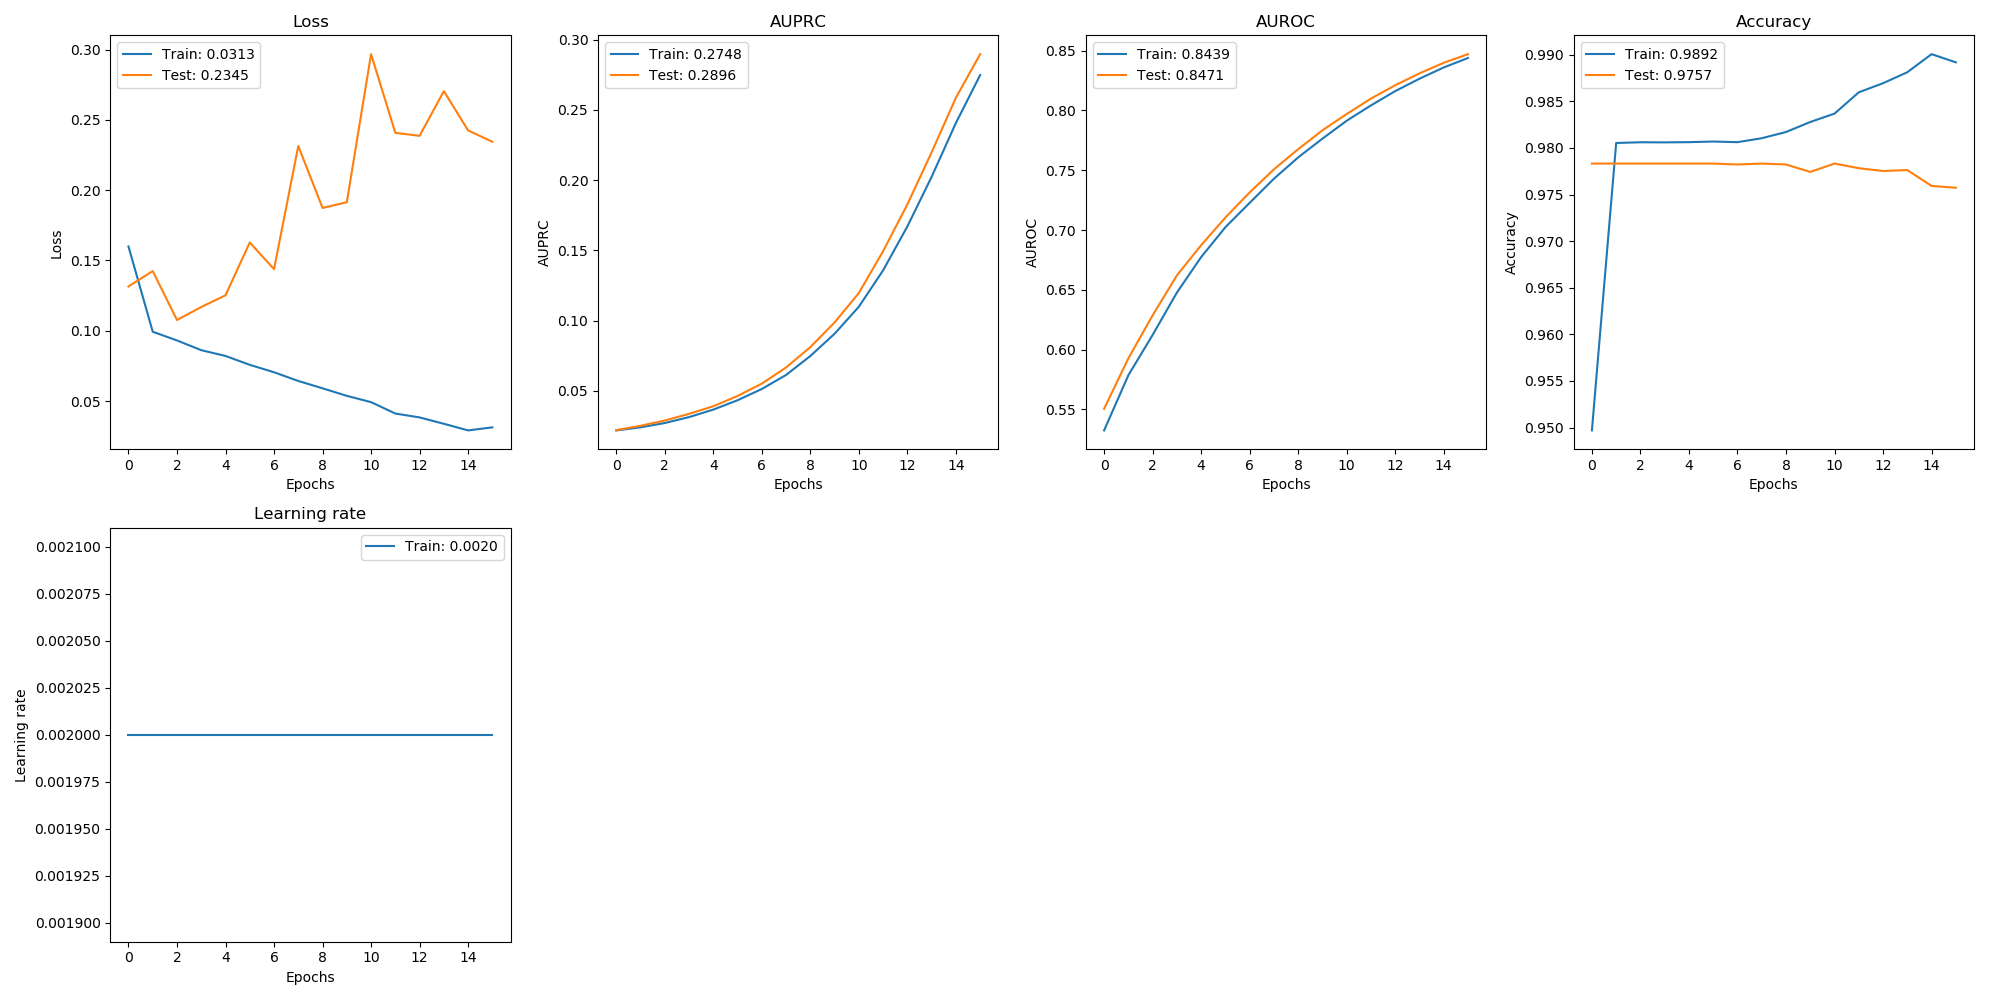 Loss
Train: 0.0313
Test: 0.2345
0.30
0.25
0.20
0.15
0.10
0.05
Loss
0 2 4 6 8 10 12 14
Epochs
AUPRC
Train: 0.2748
Test: 0.2896
0.30
0.25
0.20
0.15
0.10
0.05
AUPRC
0 2 4 6 8 10 12 14
Epochs
AUROC
Train: 0.8439
Test: 0.8471
0.85
0.80
0.75
0.70
0.65
0.60
0.55
AUROC
0 2 4 6 8 10 12 14
Epochs
Accuracy
Train: 0.9892
Test: 0.9757
0.990
0.985
0.980
0.975
0.970
0.965
0.960
0.955
0.950
Accuracy
0 2 4 6 8 10 12 14
Epochs
Learning rate
Train: 0.0020
0.002100
0.002075
0.002050
0.002025
0.002000
0.001975
0.001950
0.001925
0.001900
Learning rate
0 2 4 6 8 10 12 14
Epochs